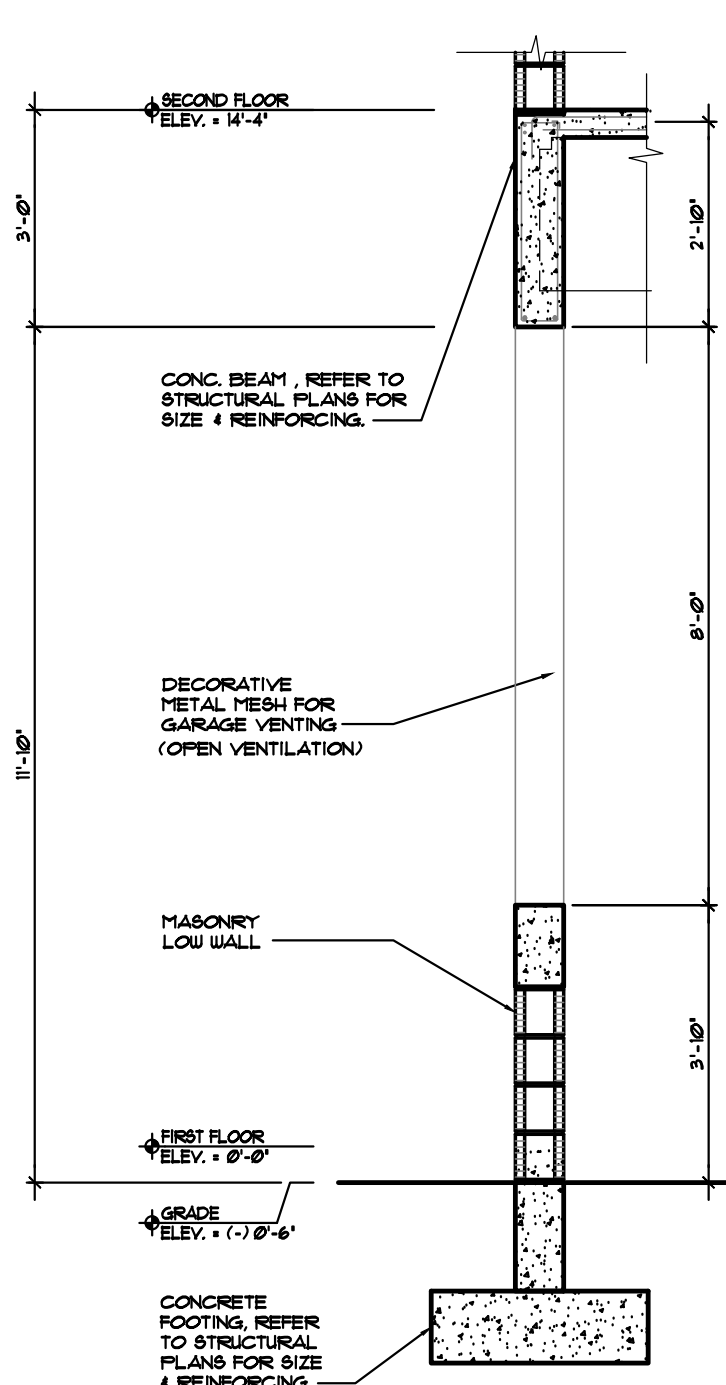 SECOND FLOOR
ELEV. = 14'-4"
3'-0"
2'-10"
CONC. BEAM , REFER TO
STRUCTURAL PLANS FOR
SIZE & REINFORCING.
8'-0"
DECORATIVE
METAL MESH FOR
GARAGE VENTING
(OPEN VENTILATION)
11'-10"
MASONRY
LOW WALL
3'-10"
FIRST FLOOR
ELEV. = 0'-0"
GRADE
ELEV. = (-) 0'-6"
CONCRETE
FOOTING, REFER
TO STRUCTURAL
PLANS FOR SIZE
& REINFORCING